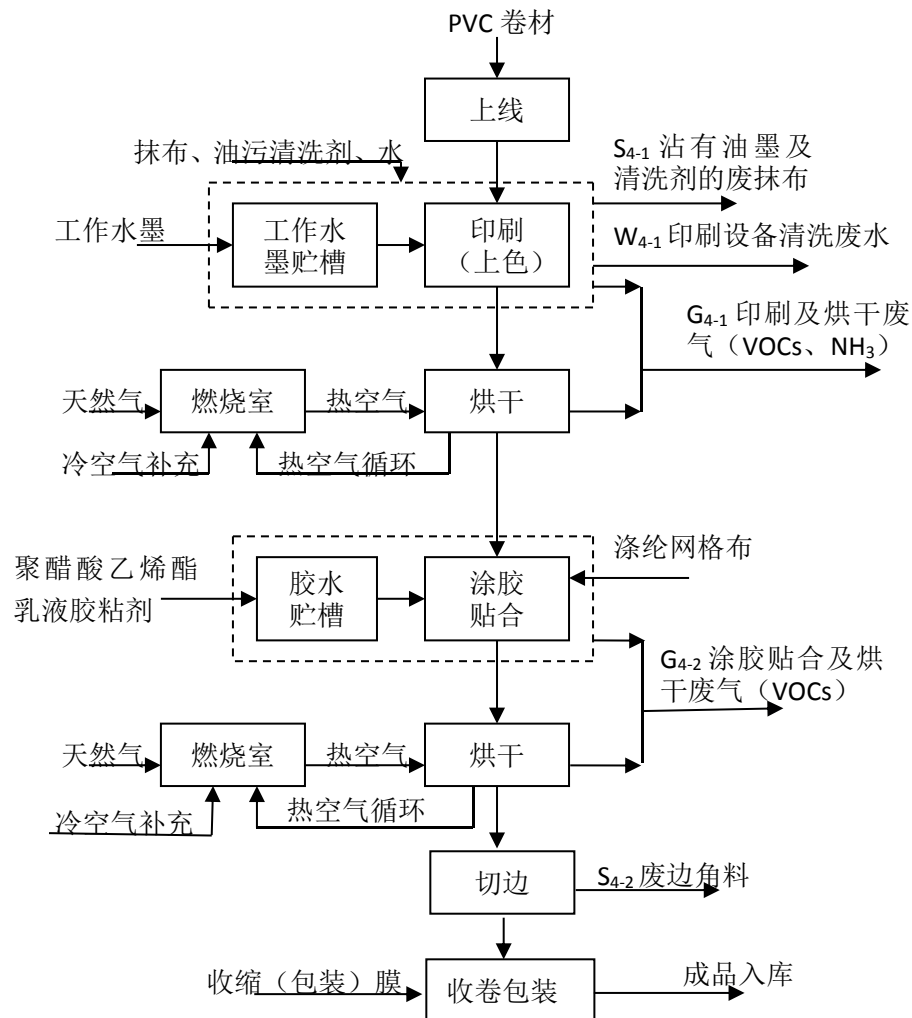 PVC 卷材
上线
抹布、油污清洗剂、水
S4-1 沾有油墨及
清洗剂的废抹布
工作水墨
工作水
墨贮槽
印刷
（上色）
W4-1 印刷设备清洗废水
G4-1 印刷及烘干废
气（VOCs、NH3）
天然气
燃烧室
热空气
烘干
冷空气补充
热空气循环
聚醋酸乙烯酯
乳液胶粘剂
胶水
贮槽
涂胶
贴合
涤纶网格布
G4-2 涂胶贴合及烘
干废气（VOCs）
天然气
燃烧室
热空气
烘干
冷空气补充
热空气循环
切边
S4-2 废边角料
收缩（包装）膜
收卷包装
成品入库